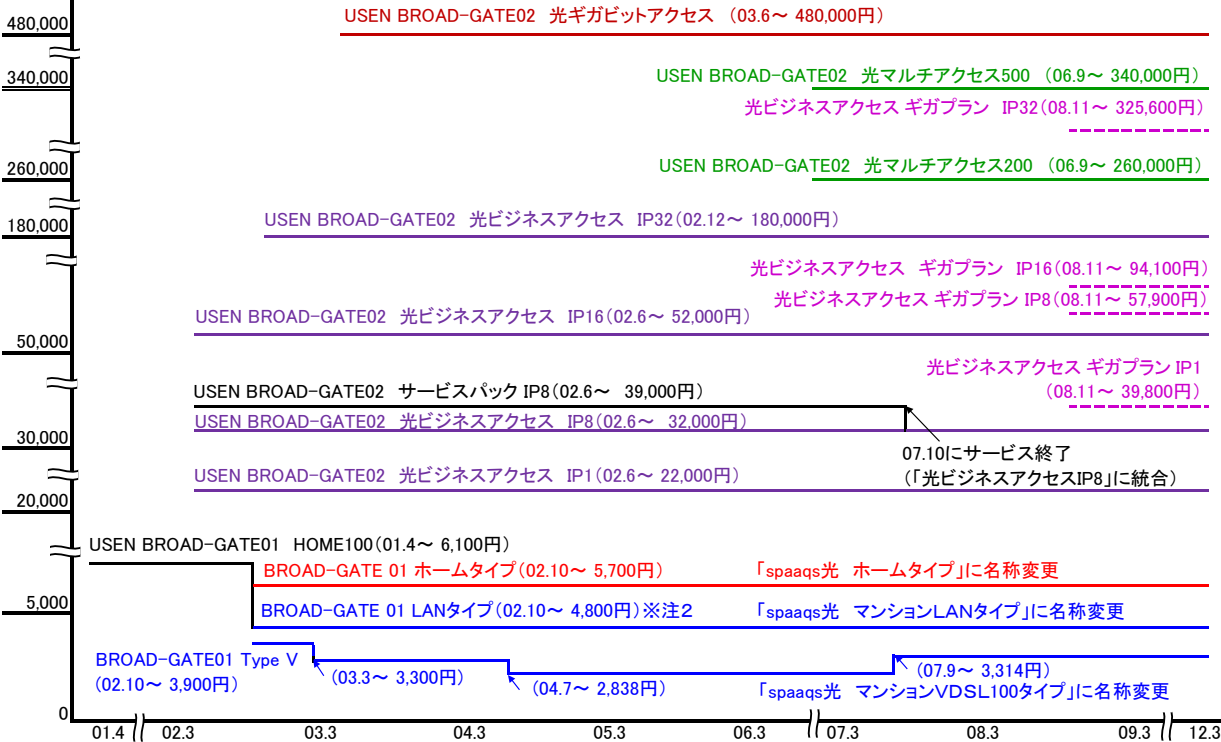 480,000
USEN BROAD-GATE02　光ギガビットアクセス　（03.6～ 480,000円）
340,000
USEN BROAD-GATE02　光マルチアクセス500　（06.9～ 340,000円）
光ビジネスアクセス ギガプラン　IP32（08.11～ 325,600円）
260,000
USEN BROAD-GATE02　光マルチアクセス200　（06.9～ 260,000円）
180,000
USEN BROAD-GATE02　光ビジネスアクセス　IP32（02.12～ 180,000円）
光ビジネスアクセス　ギガプラン　IP16（08.11～ 94,100円）
光ビジネスアクセス ギガプラン IP8（08.11～ 57,900円）
USEN BROAD-GATE02　光ビジネスアクセス　IP16（02.6～ 52,000円）
50,000
光ビジネスアクセス ギガプラン IP1
（08.11～ 39,800円）
USEN BROAD-GATE02　サービスパック IP8（02.6～　39,000円）
USEN BROAD-GATE02　光ビジネスアクセス　IP8（02.6～　32,000円）
30,000
07.10にサービス終了
（「光ビジネスアクセスIP8」に統合）
USEN BROAD-GATE02　光ビジネスアクセス　IP1（02.6～ 22,000円）
20,000
USEN BROAD-GATE01　HOME100（01.4～ 6,100円）
BROAD-GATE 01 ホームタイプ（02.10～ 5,700円）
「spaaqs光　ホームタイプ」に名称変更
5,000
BROAD-GATE 01 LANタイプ（02.10～ 4,800円）※注２
「spaaqs光　マンションＬＡＮタイプ」に名称変更
BROAD-GATE01 Type Ｖ
（02.10～ 3,900円）
（03.3～ 3,300円）
（04.7～ 2,838円）
（07.9～ 3,314円）
「spaaqs光　マンションＶＤＳＬ100タイプ」に名称変更
0
01.4
02.3
03.3
04.3
05.3
06.3
07.3
08.3
09.3
12.3